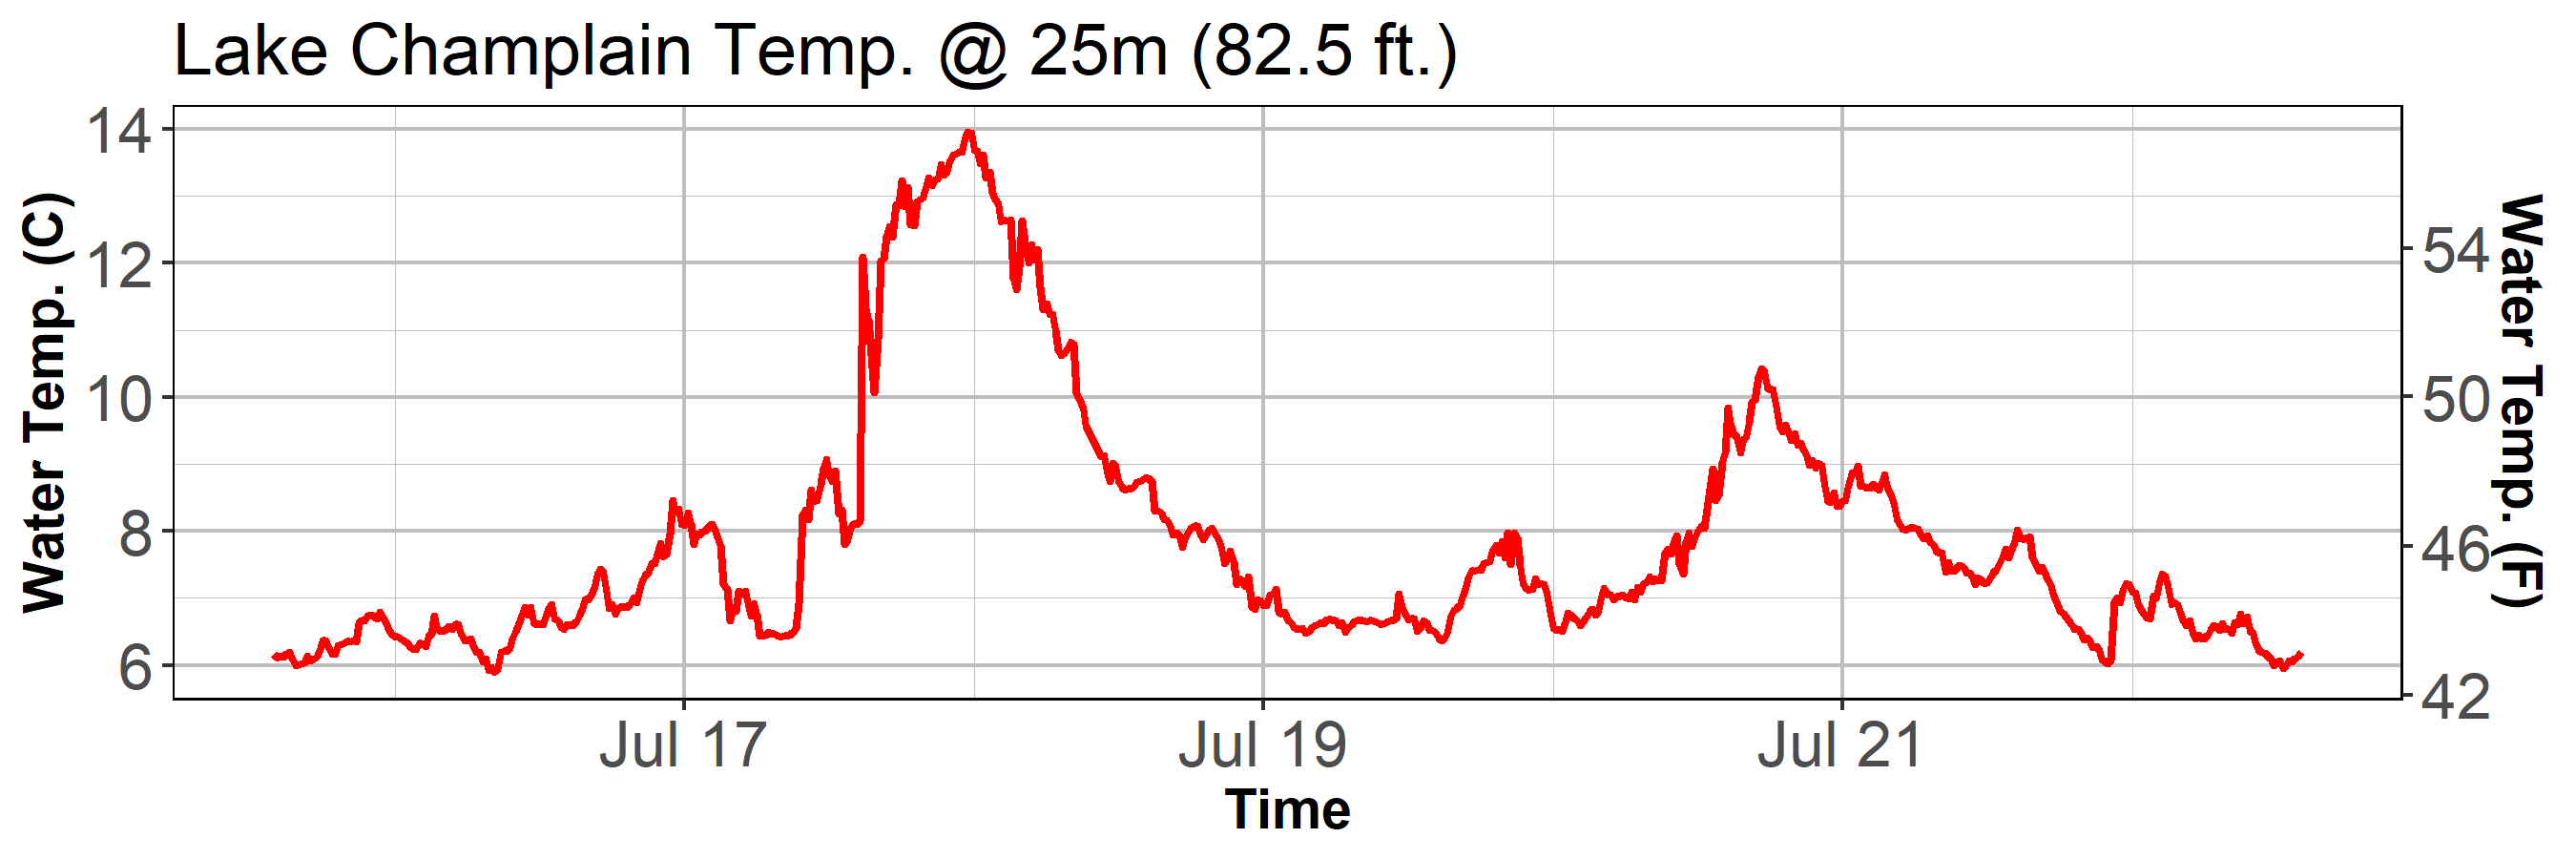 Lake Champlain Temp. @ 25m (82.5 ft.)
Water Temp. (C)
14
12
10
8
6
54
50
46
42
Water Temp. (F)
Jul 17 Jul 19 Jul 21
Time